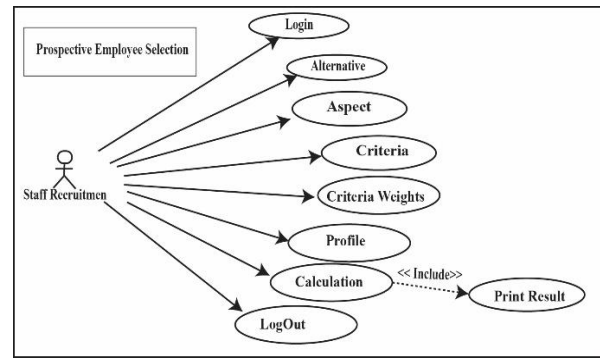 Login
Prospective Employee Selection
Alternative
Aspect
Criteria
Staff Recruitmen
Criteria Weights
Profile
Calculation
<< Include>>
Print Result
LogOut